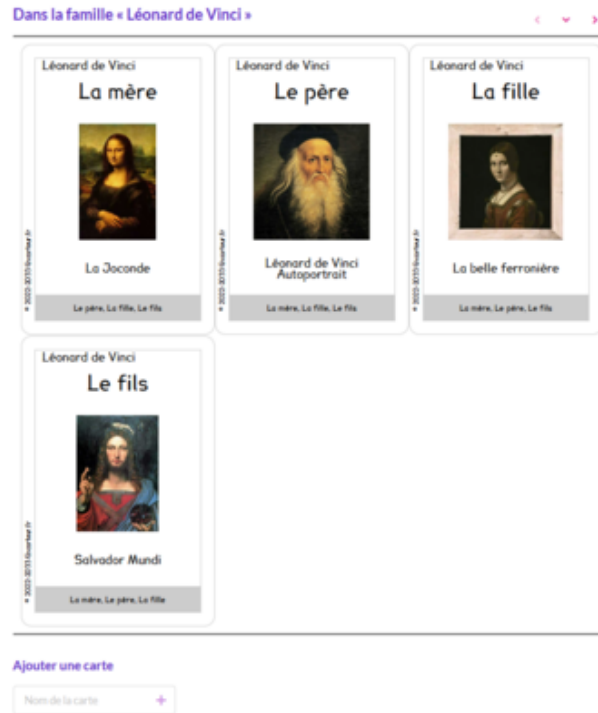 Dans la famille « Léonard de Vinci »
Léonard de Vinci
La mère
La Joconde
Le père, La fille, Le fils
Léonard de Vinci
Le père
Léonard de Vinci
Autoportrait
La mère, La fille, Le fils
Léonard de Vinci
La fille
La belle ferronière
La mère, Le père, Le fils
Léonard de Vinci
Le fils
Salvador Mundi
La mère, Le père, La fille
Ajouter une carte
Nom de la carte